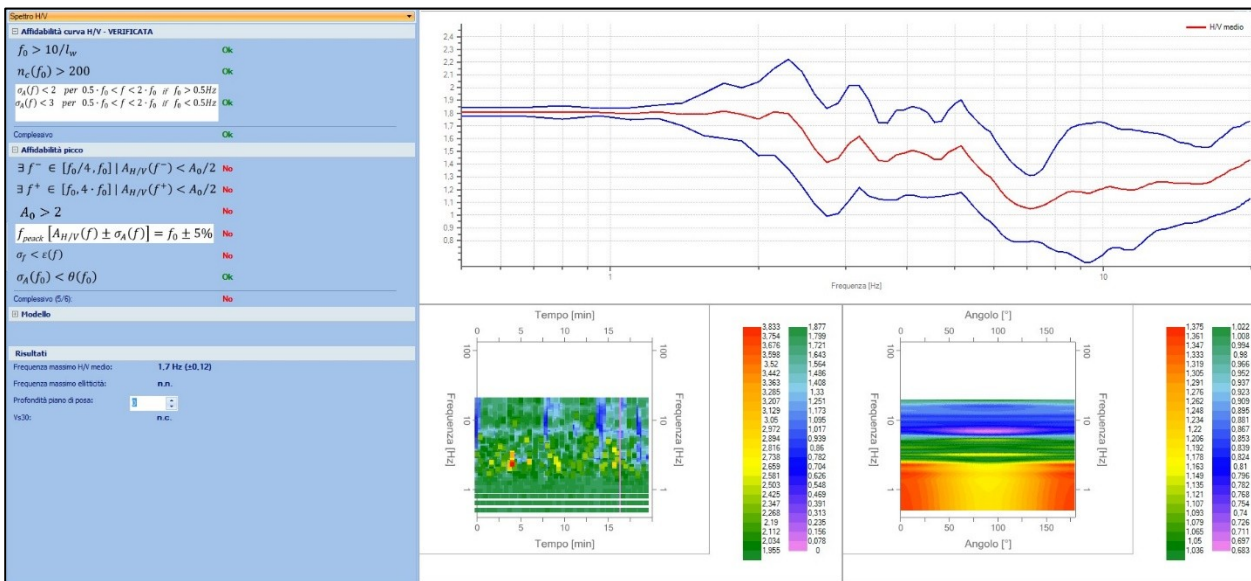 Spettro H/V
Affidabilità curva H/V - VERIFICATA
f₀ > 10/l_w Ok
n_c(f₀) > 200 Ok
σ_A(f) < 2 per 0.5 · f₀ < f < 2 · f₀ if f₀ > 0.5Hz
σ_A(f) < 3 per 0.5 · f₀ < f < 2 · f₀ if f₀ < 0.5Hz Ok
Complessivo Ok
Affidabilità picco
∃ f⁻ ∈ [f₀/4, f₀] | A_H/V(f⁻) < A₀/2 No
∃ f⁺ ∈ [f₀, 4 · f₀] | A_H/V(f⁺) < A₀/2 No
A₀ > 2 No
f_peack [A_H/V(f) ± σ_A(f)] = f₀ ± 5% No
σ_f < ε(f) No
σ_A(f₀) < θ(f₀) Ok
Complessivo (5/6): No
Modello
Risultati
Frequenza massimo H/V medio: 1,7 Hz (±0,12)
Frequenza massimo ellitticità: n.n.
Profondità piano di posa:
Vs30: n.c.
H/V medio
2,4
2,3
2,2
2,1
2
1,9
1,8
1,7
1,6
1,5
1,4
1,3
1,2
1,1
1
0,9
0,8
1 10
Frequenza [Hz]
Tempo [min]
0 5 10 15
100 100
10 10
1 1
Frequenza [Hz] Frequenza [Hz]
0 5 10 15
Tempo [min]
3.833 1.877
3.754 1.799
3.676 1.721
3.598 1.643
3.52 1.564
3.442 1.486
3.363 1.408
3.285 1.33
3.207 1.251
3.129 1.173
3.05 1.095
2.972 1.017
2.894 0.939
2.816 0.86
2.738 0.782
2.659 0.704
2.581 0.626
2.503 0.548
2.425 0.469
2.347 0.391
2.268 0.313
2.19 0.235
2.112 0.156
2.034 0.078
1.955 0
Angolo [°]
0 50 100 150
100 100
10 10
1 1
Frequenza [Hz] Frequenza [Hz]
0 50 100 150
Angolo [°]
1.375 1.022
1.361 1.008
1.347 0.994
1.333 0.98
1.319 0.966
1.305 0.952
1.291 0.937
1.276 0.923
1.262 0.909
1.248 0.895
1.234 0.881
1.22 0.867
1.206 0.853
1.192 0.839
1.178 0.824
1.163 0.81
1.149 0.796
1.135 0.782
1.121 0.768
1.107 0.754
1.093 0.74
1.079 0.726
1.065 0.711
1.05 0.697
1.036 0.683